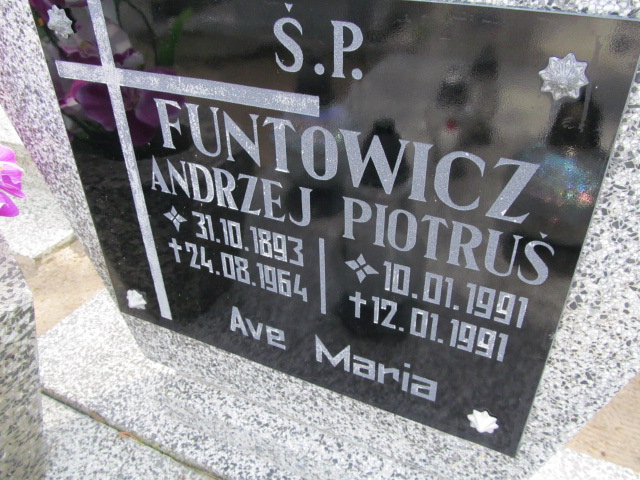 Ś.P.
FUNTOWICZ
ANDRZEJ PIOTRUŚ
31.10.1893 10.01.1991
✝24.08.1964 ✝12.01.1991
Ave Maria